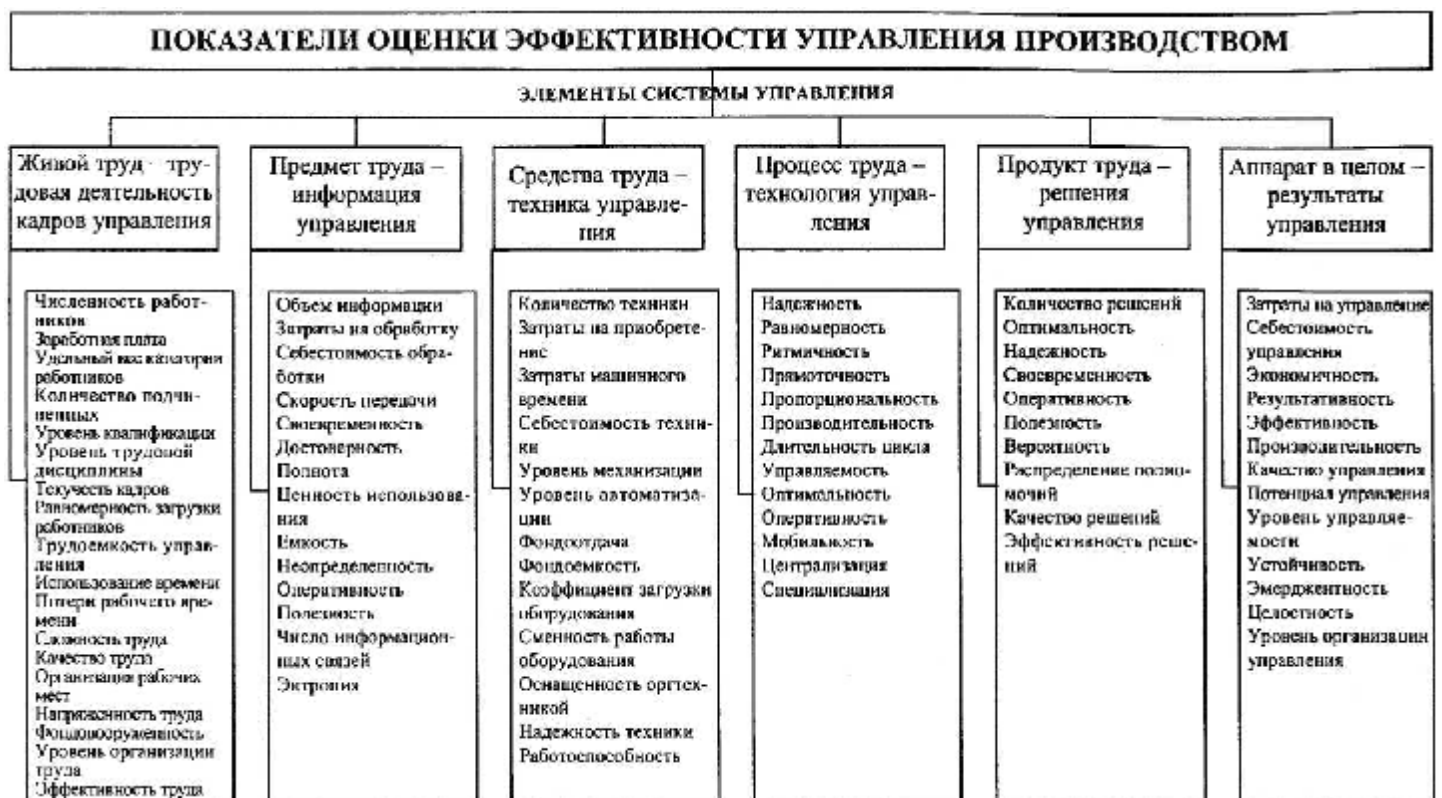 ПОКАЗАТЕЛИ ОЦЕНКИ ЭФФЕКТИВНОСТИ УПРАВЛЕНИЯ ПРОИЗВОДСТВОМ
ЭЛЕМЕНТЫ СИСТЕМЫ УПРАВЛЕНИЯ
Живой труд – тру-
довая деятельность
кадров управления
Численность работ-
ников
Заработная плата
Удельный вес категории
работников
Количество подчи-
ненных
Уровень квалификации
Уровень трудовой
дисциплины
Текучесть кадров
Равномерность загрузки
работников
Трудоемкость управ-
ления
Использование времени
Потери рабочего вре-
мени
Сложность труда
Качество труда
Организация рабочих
мест
Напряженность труда
Фондовооруженность
Уровень организации
труда
Эффективность труда
Предмет труда –
информация
управления
Объем информации
Затраты на обработку
Себестоимость обра-
ботки
Скорость передачи
Своевременность
Достоверность
Полнота
Ценность использова-
ния
Емкость
Неопределенность
Оперативность
Полезность
Число информацион-
ных связей
Энтропия
Средства труда –
техника управле-
ния
Количество техники
Затраты на приобрете-
ние
Затраты машинного
времени
Себестоимость техни-
ки
Уровень механизации
Уровень автоматиза-
ции
Фондоотдача
Фондоемкость
Коэффициент загрузки
оборудования
Сменность работы
оборудования
Оснащенность оргтех-
никой
Надежность техники
Работоспособность
Процесс труда –
технология управ-
ления
Надежность
Равномерность
Ритмичность
Прямоточность
Пропорциональность
Производительность
Длительность цикла
Управляемость
Оптимальность
Оперативность
Мобильность
Централизация
Специализация
Продукт труда –
решения
управления
Количество решений
Оптимальность
Надежность
Своевременность
Оперативность
Полезность
Вероятность
Распределение полно-
мочий
Качество решений
Эффективность реше-
ний
Аппарат в целом –
результаты
управления
Затраты на управление
Себестоимость
управления
Экономичность
Результативность
Эффективность
Производительность
Качество управления
Потенциал управления
Уровень управляе-
мости
Устойчивость
Эмерджентность
Целостность
Уровень организации
управления